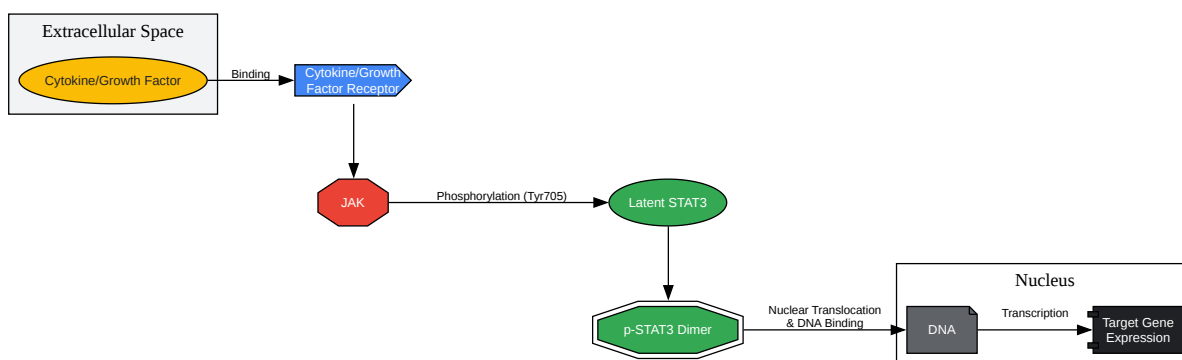 Extracellular Space
Cytokine/Growth Factor
Binding
Cytokine/Growth
Factor Receptor
JAK
Phosphorylation (Tyr705)
Latent STAT3
p-STAT3 Dimer
Nuclear Translocation
& DNA Binding
Nucleus
DNA
Transcription
Target Gene
Expression